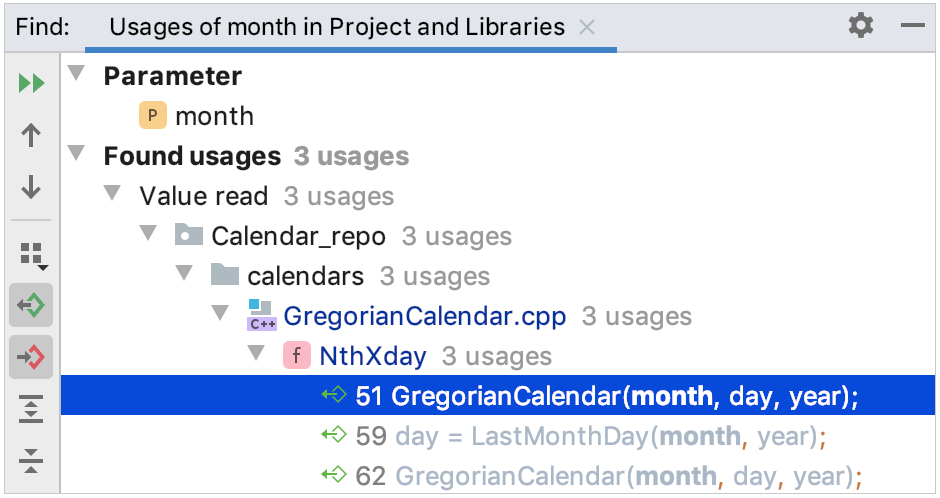 Find: Usages of month in Project and Libraries
Parameter
P month
Found usages 3 usages
Value read 3 usages
Calendar_repo 3 usages
calendars 3 usages
C++ GregorianCalendar.cpp 3 usages
f NthXday 3 usages
51 GregorianCalendar(month, day, year);
59 day = LastMonthDay(month, year);
62 GregorianCalendar(month, day, year);